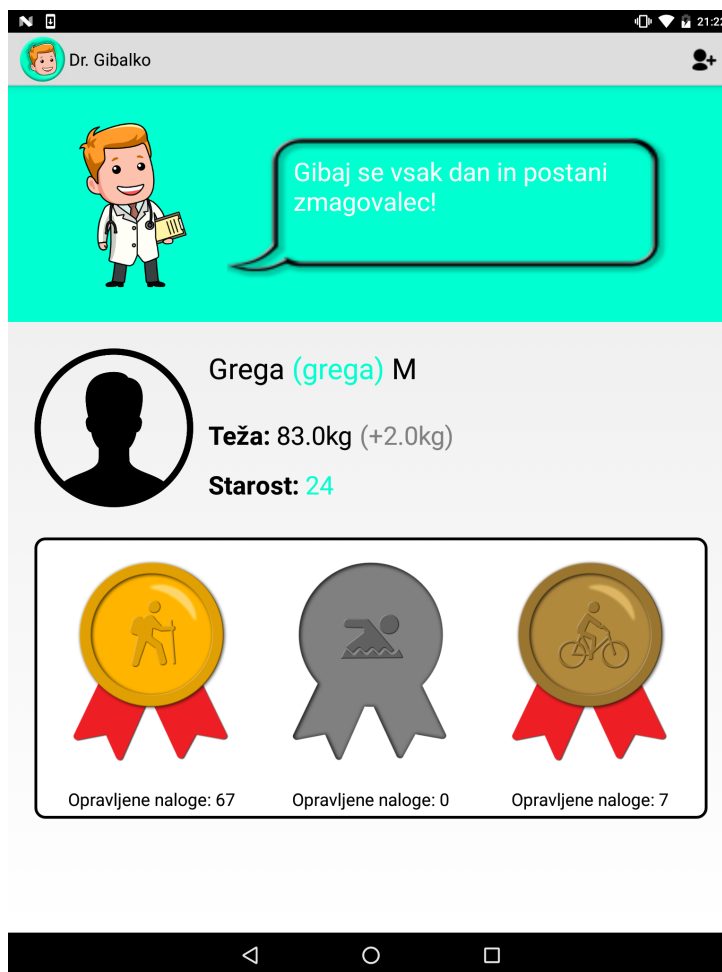 21:22
Dr. Gibalko
Gibaj se vsak dan in postani
zmagovalec!
Grega (grega) M
Teža: 83.0kg (+2.0kg)
Starost: 24
Opravljene naloge: 67
Opravljene naloge: 0
Opravljene naloge: 7